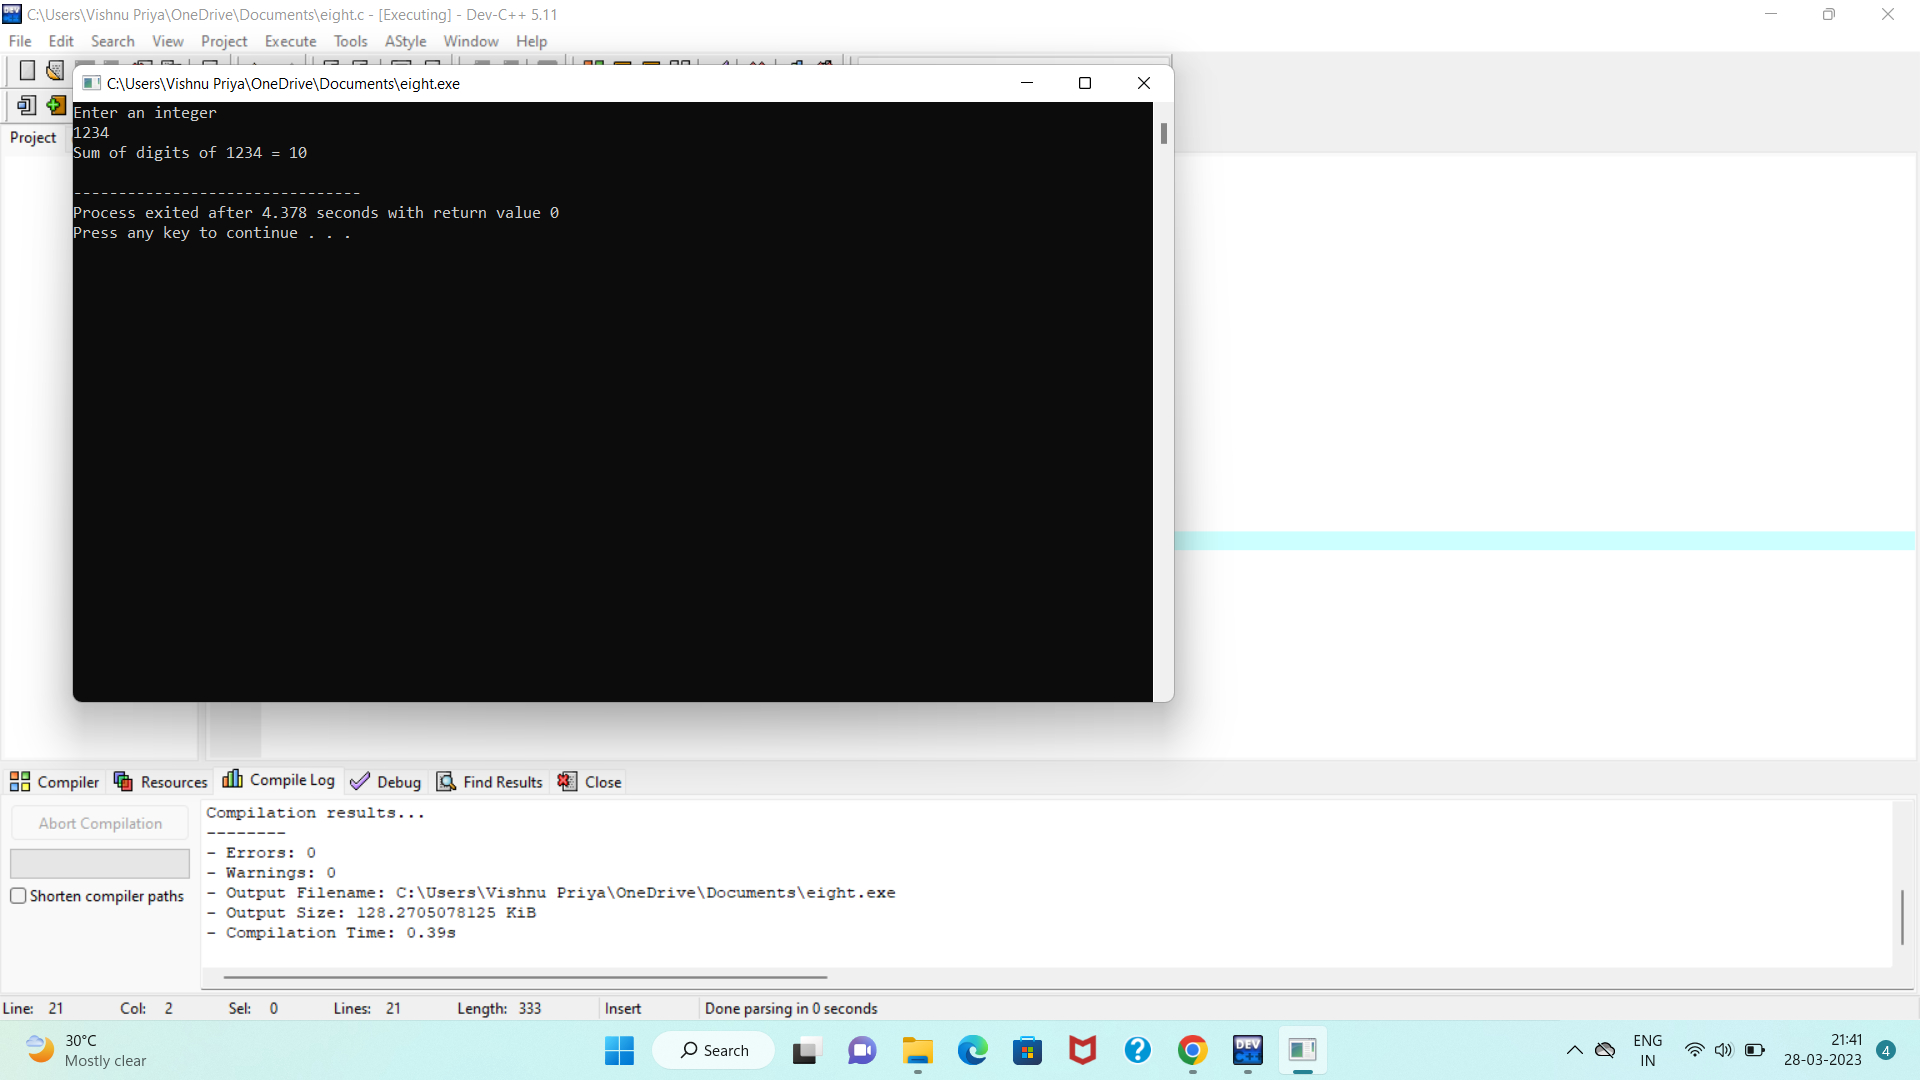 C:\Users\Vishnu Priya\OneDrive\Documents\eight.c - [Executing] - Dev-C++ 5.11
File Edit Search View Project Execute Tools AStyle Window Help
C:\Users\Vishnu Priya\OneDrive\Documents\eight.exe
Project
Enter an integer
1234
Sum of digits of 1234 = 10
--------------------------------
Process exited after 4.378 seconds with return value 0
Press any key to continue . . .
Compiler Resources Compile Log Debug Find Results Close
Abort Compilation
Shorten compiler paths
Compilation results...
--------
- Errors: 0
- Warnings: 0
- Output Filename: C:\Users\Vishnu Priya\OneDrive\Documents\eight.exe
- Output Size: 128.2705078125 KiB
- Compilation Time: 0.39s
Line: 21 Col: 2 Sel: 0 Lines: 21 Length: 333 Insert Done parsing in 0 seconds
30°C
Mostly clear
Search
DEV
C++
ENG
IN
21:41
28-03-2023
4